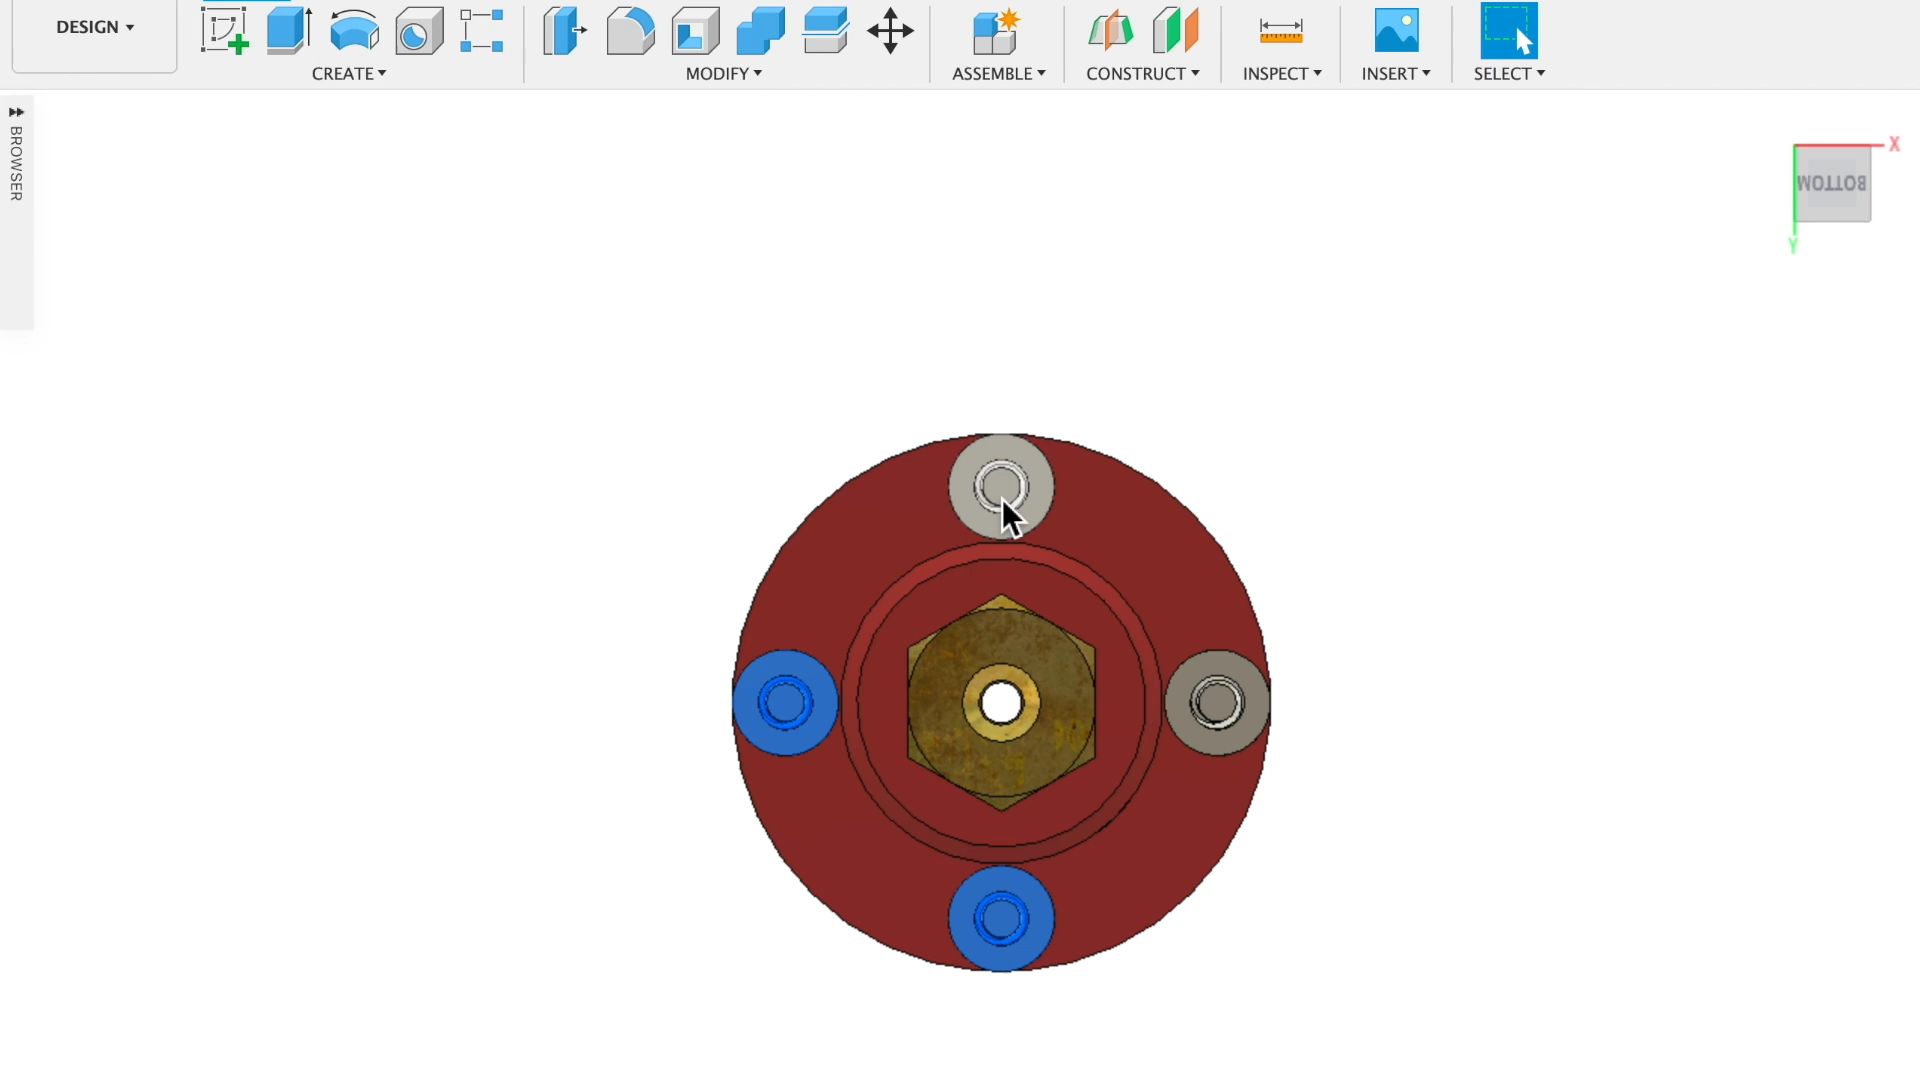 DESIGN
CREATE
MODIFY
ASSEMBLE
CONSTRUCT
INSPECT
INSERT
SELECT
BROWSER
X
BOTTOM
Y